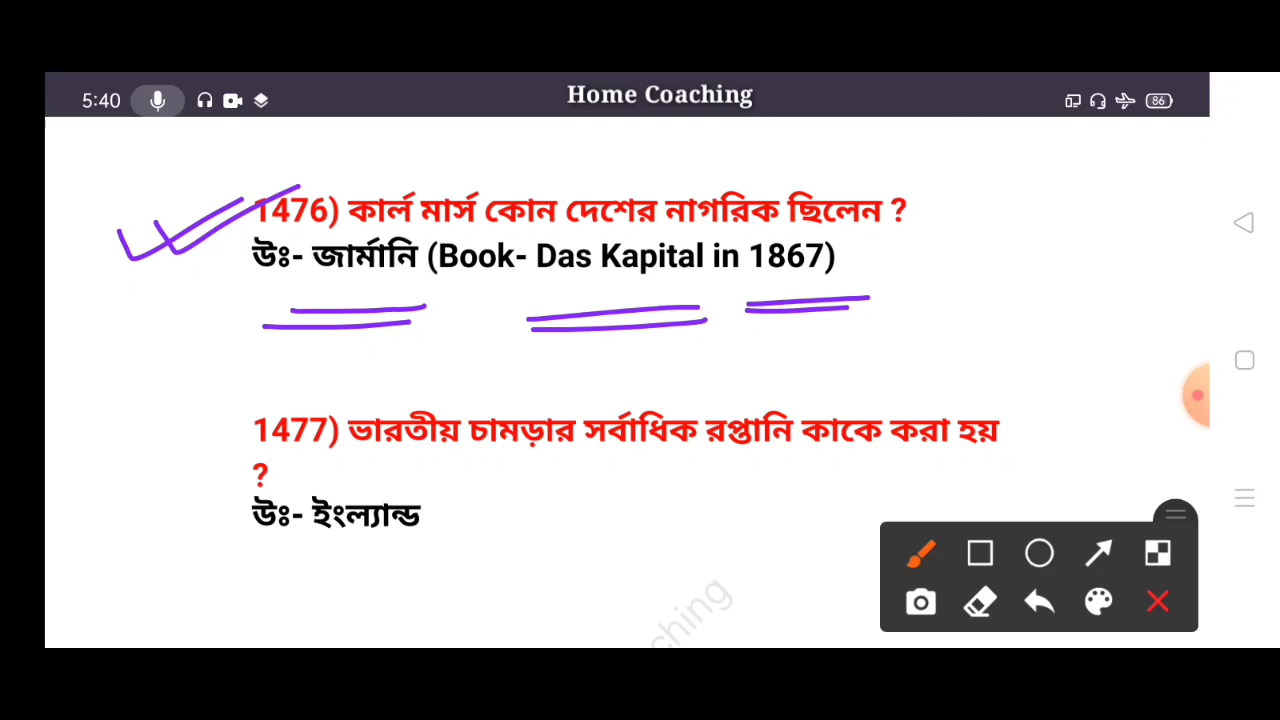 5:40
Home Coaching
86
1476) কার্ল মার্স কোন দেশের নাগরিক ছিলেন ?
উঃ- জার্মানি (Book- Das Kapital in 1867)
1477) ভারতীয় চামড়ার সর্বাধিক রপ্তানি কাকে করা হয়
?
উঃ- ইংল্যান্ড
ching